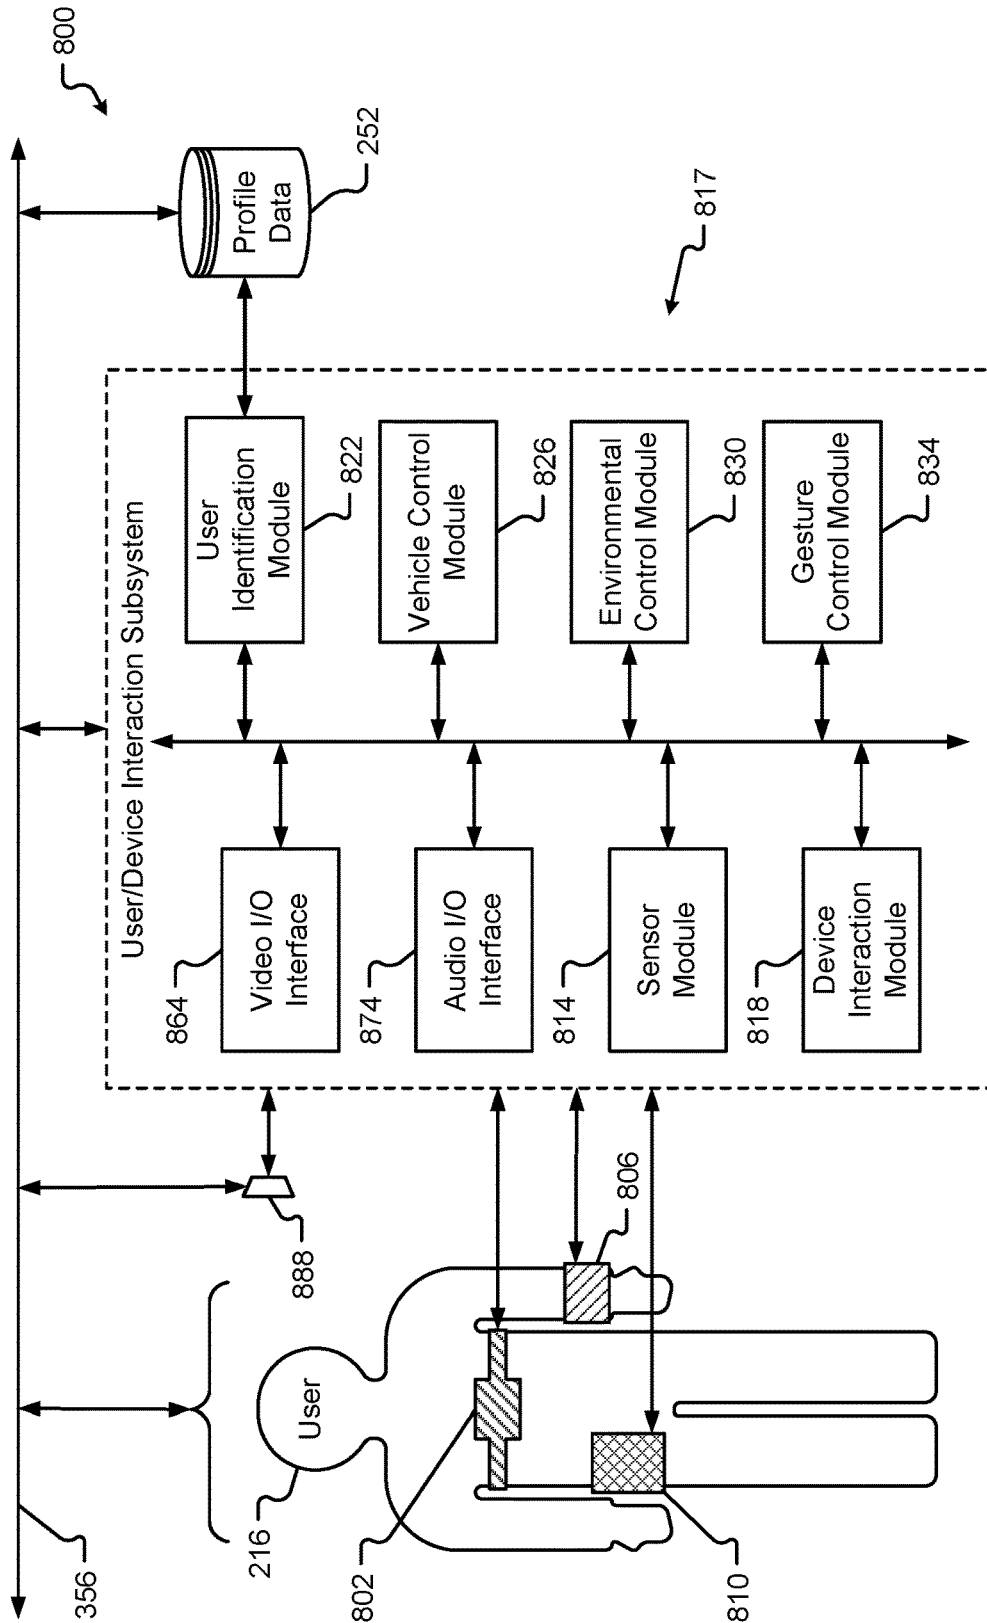 800
356
216
User
802
806
810
888
User/Device Interaction Subsystem
864
Video I/O
Interface
874
Audio I/O
Interface
814
Sensor
Module
818
Device
Interaction
Module
User
Identification
Module
822
Vehicle Control
Module
826
Environmental
Control Module
830
Gesture
Control Module
834
Profile
Data
252
817